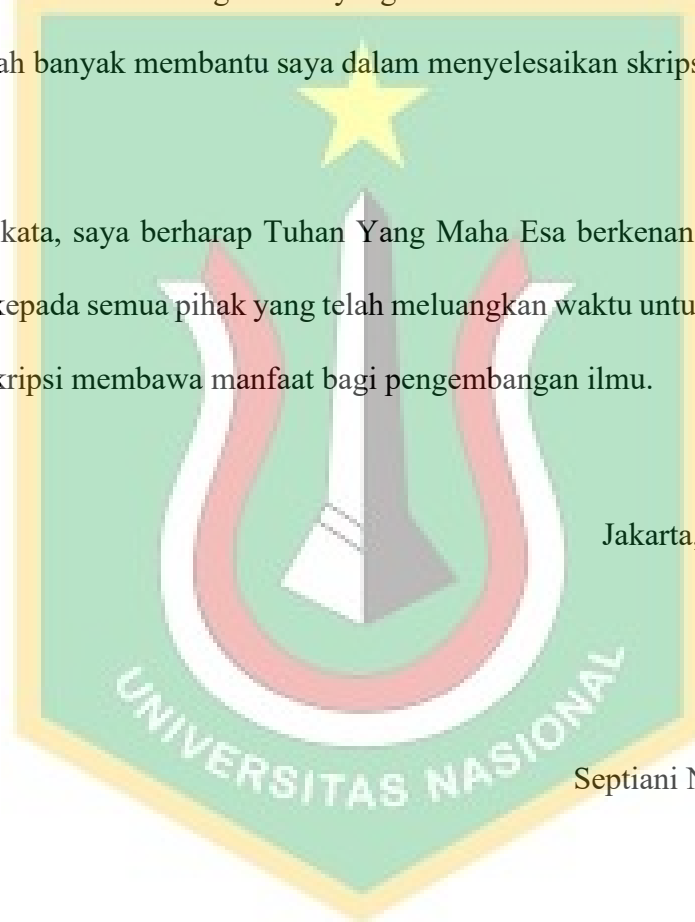 ah banyak membantu saya dalam menyelesaikan skrips
kata, saya berharap Tuhan Yang Maha Esa berkenan
kepada semua pihak yang telah meluangkan waktu untu
kripsi membawa manfaat bagi pengembangan ilmu.
Jakarta,
Septiani N
UNIVERSITAS NASIONAL